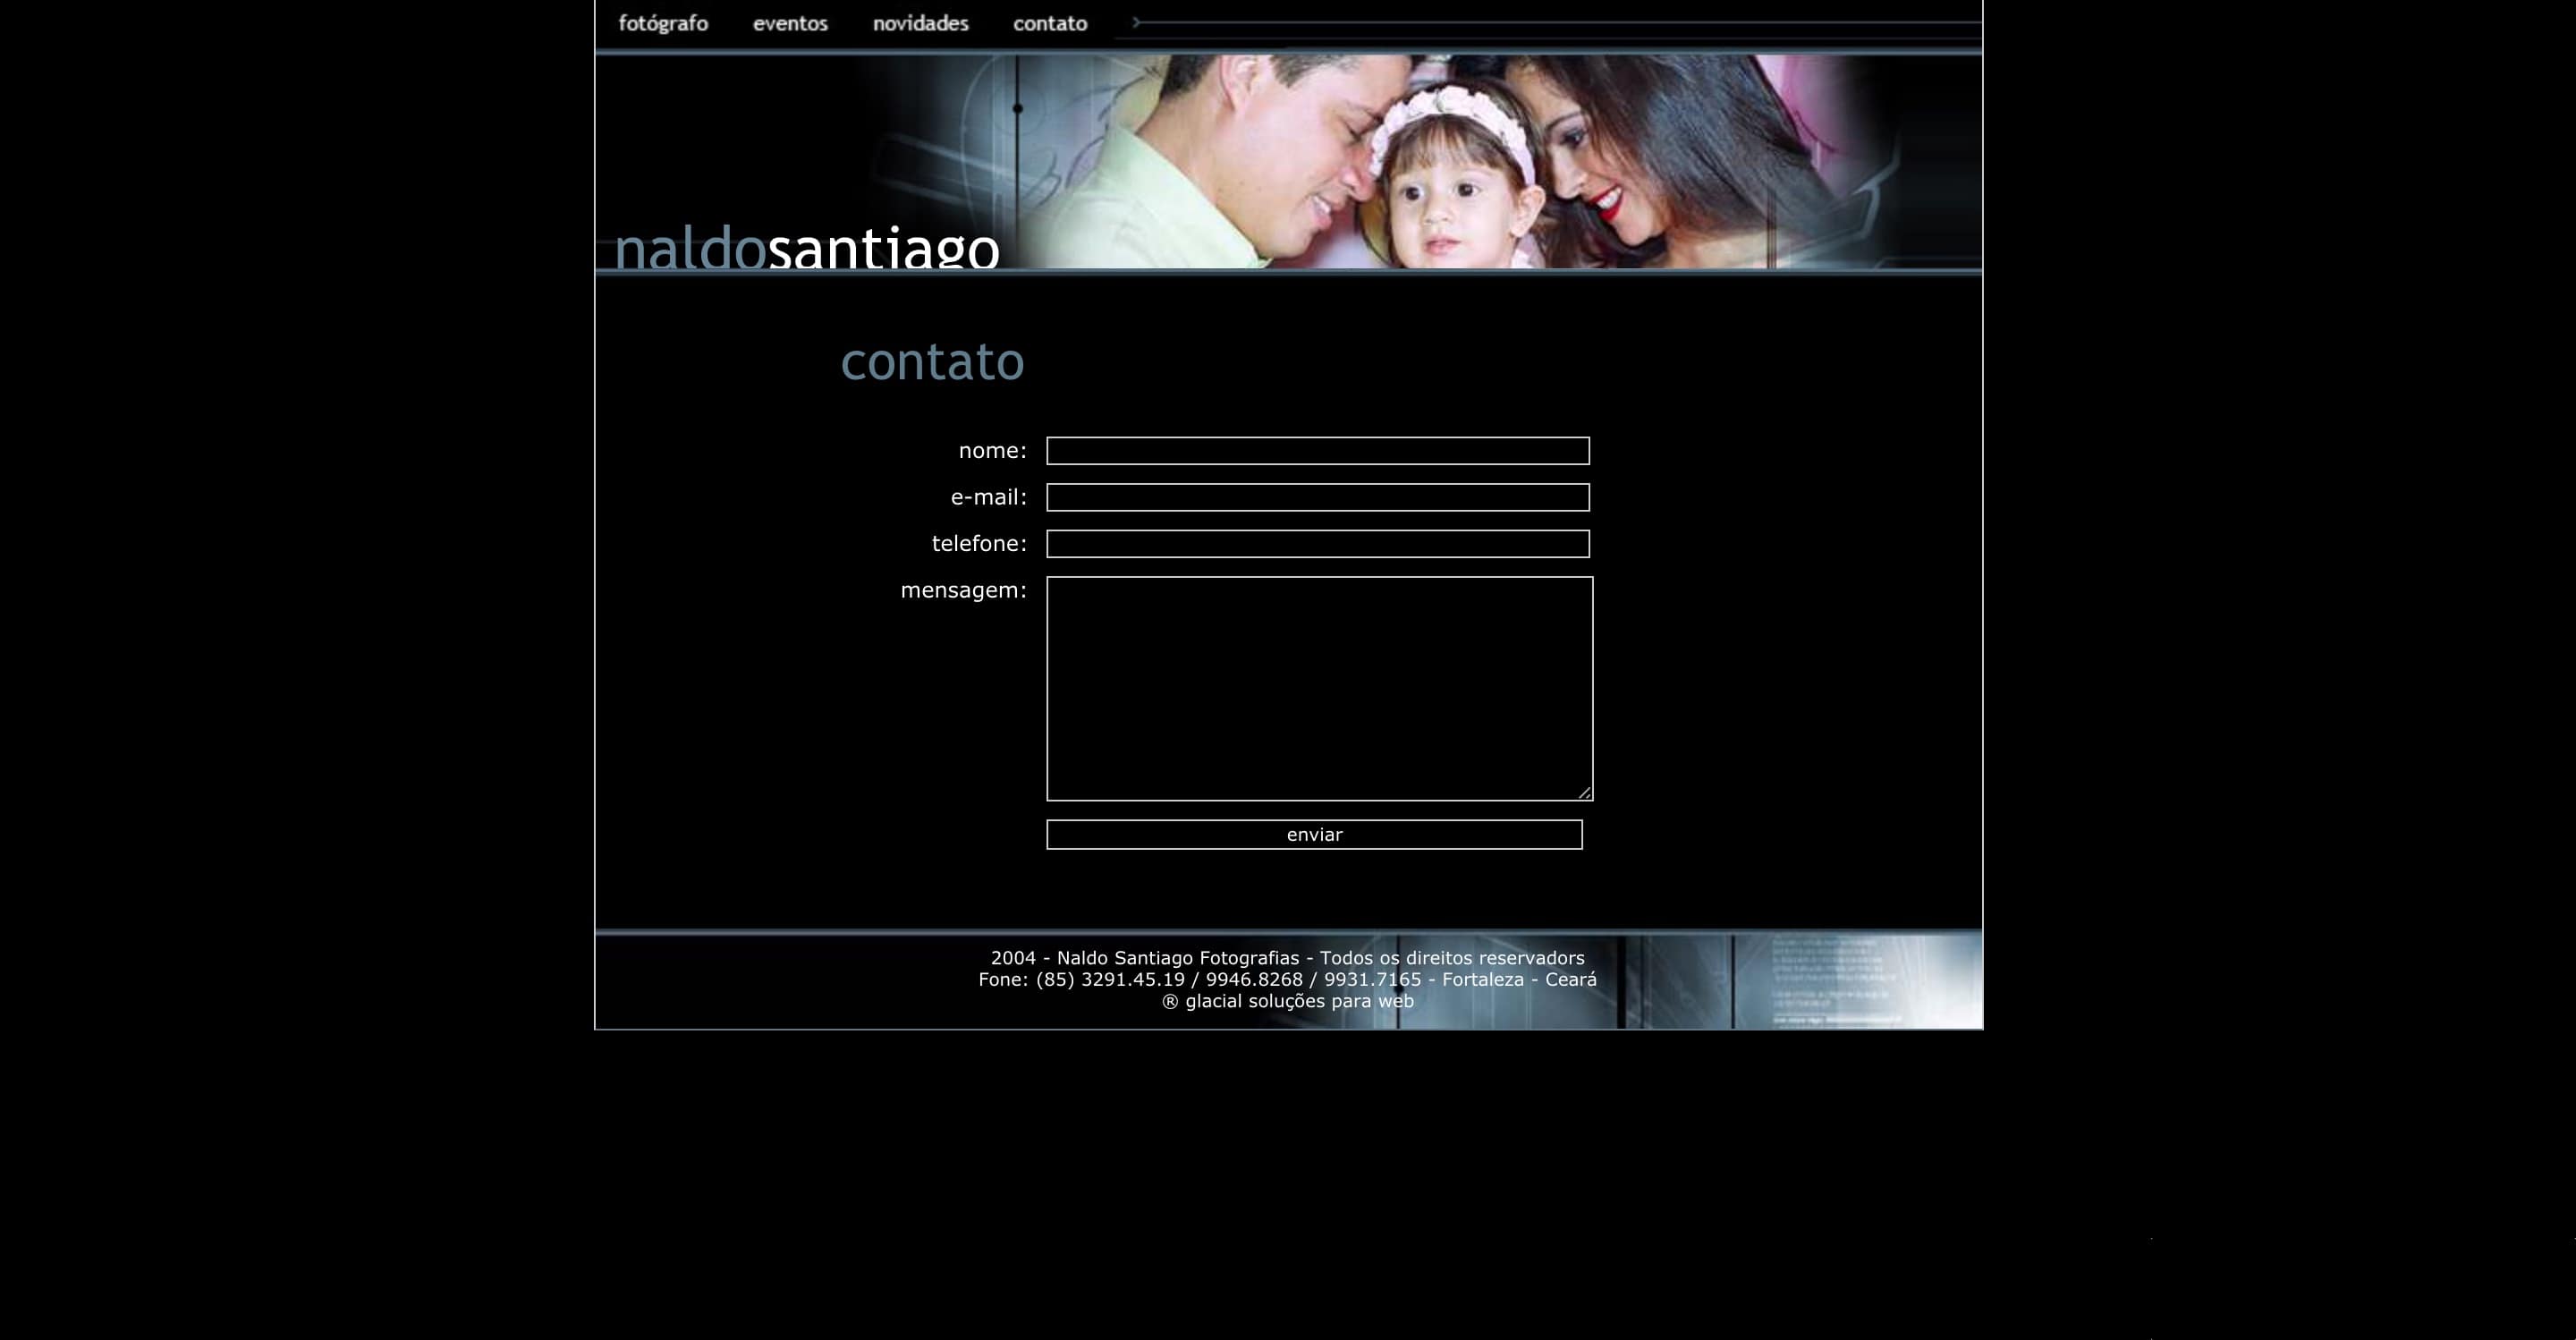 fotógrafo eventos novidades contato
naldosantiago
contato
nome:
e-mail:
telefone:
mensagem:
enviar
2004 - Naldo Santiago Fotografias - Todos os direitos reservadors
Fone: (85) 3291.45.19 / 9946.8268 / 9931.7165 - Fortaleza - Ceará
® glacial soluções para web